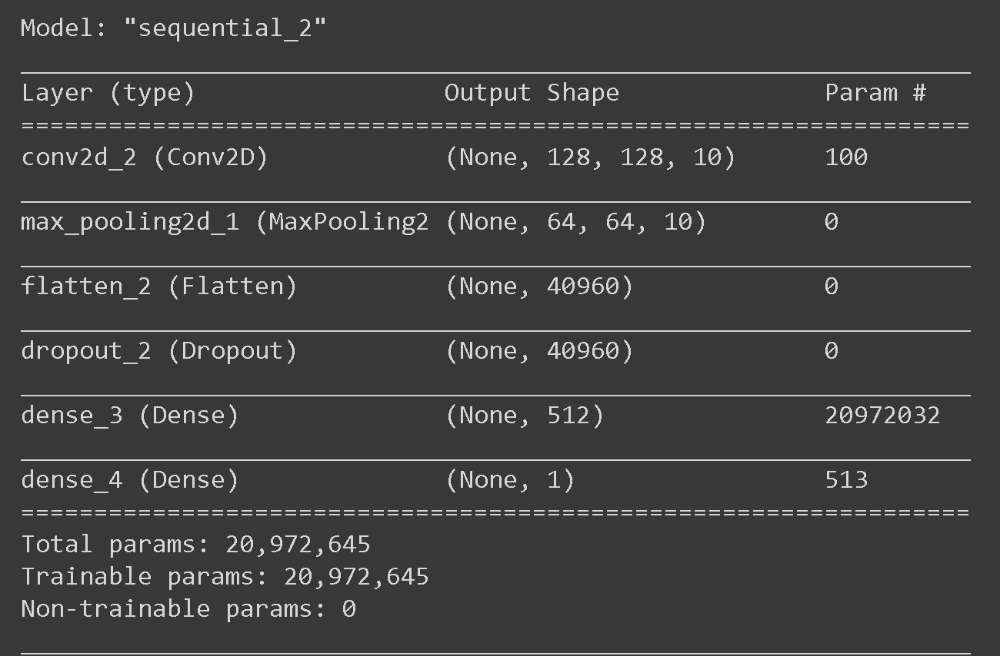 Model: "sequential_2"
_________________________________________________________________
Layer (type)                 Output Shape              Param #
=================================================================
conv2d_2 (Conv2D)            (None, 128, 128, 10)      100
_________________________________________________________________
max_pooling2d_1 (MaxPooling2 (None, 64, 64, 10)        0
_________________________________________________________________
flatten_2 (Flatten)          (None, 40960)             0
_________________________________________________________________
dropout_2 (Dropout)          (None, 40960)             0
_________________________________________________________________
dense_3 (Dense)              (None, 512)               20972032
_________________________________________________________________
dense_4 (Dense)              (None, 1)                 513
=================================================================
Total params: 20,972,645
Trainable params: 20,972,645
Non-trainable params: 0
_________________________________________________________________